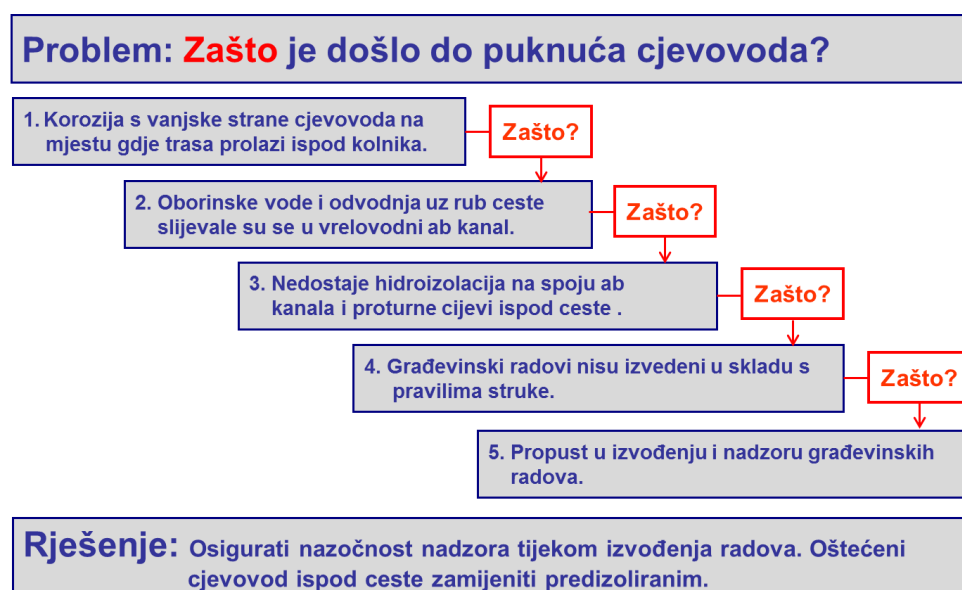 Problem: Zašto je došlo do puknuća cjevovoda?
1. Korozija s vanjske strane cjevovoda na
mjestu gdje trasa prolazi ispod kolnika.
Zašto?
2. Oborinske vode i odvodnja uz rub ceste
slijevale su se u vrelovodni ab kanal.
Zašto?
3. Nedostaje hidroizolacija na spoju ab
kanala i proturne cijevi ispod ceste .
Zašto?
4. Građevinski radovi nisu izvedeni u skladu s
pravilima struke.
Zašto?
5. Propust u izvođenju i nadzoru građevinskih
radova.
Rješenje: Osigurati nazočnost nadzora tijekom izvođenja radova. Oštećeni
cjevovod ispod ceste zamijeniti predizoliranim.